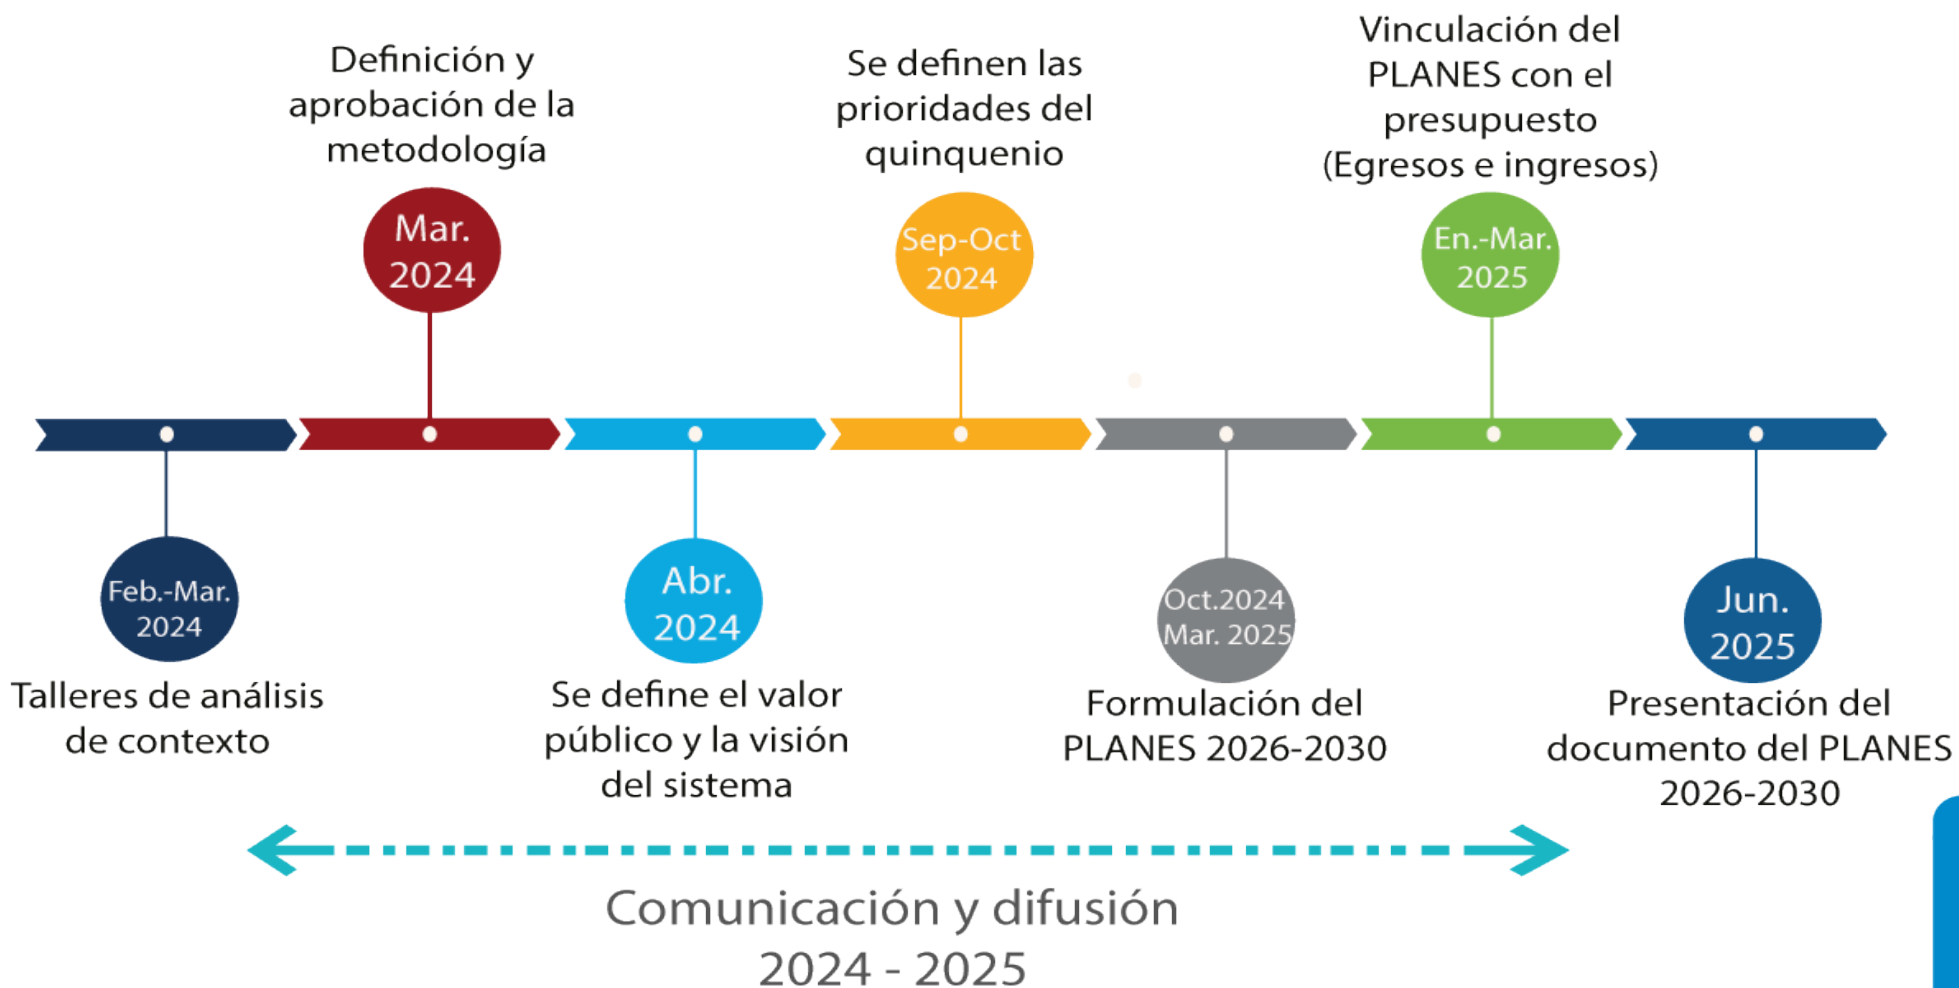 Definición y
aprobación de la
metodología
Mar.
2024
Se definen las
prioridades del
quinquenio
Sep-Oct
2024
Vinculación del
PLANES con el
presupuesto
(Egresos e ingresos)
En.-Mar.
2025
Feb.-Mar.
2024
Talleres de análisis
de contexto
Abr.
2024
Se define el valor
público y la visión
del sistema
Oct.2024
Mar. 2025
Formulación del
PLANES 2026-2030
Jun.
2025
Presentación del
documento del PLANES
2026-2030
Comunicación y difusión
2024 - 2025